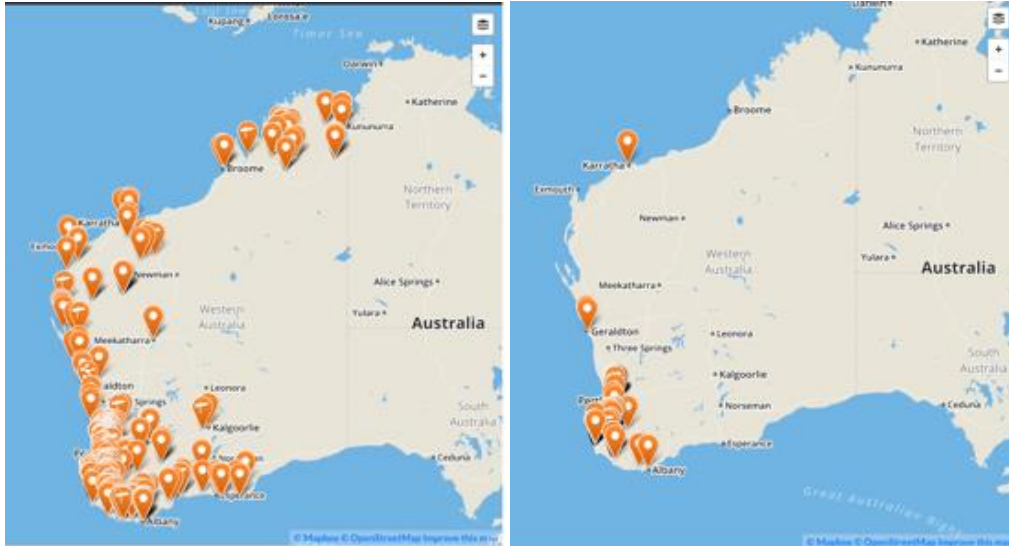 Kupang
Timor Sea
Darwin
Katherine
Kununurra
Broome
Northern
Territory
Karratha
Newman
Alice Springs
Western
Australia
Yulara
Australia
Meekatharra
Leonora
South
Australia
Kalgoorlie
Ceduna
Esperance
Albany
© Mapbox © OpenStreetMap Improve this
Darwin
Katherine
Kununurra
Broome
Northern
Territory
Karratha
Exmouth
Newman
Alice Springs
Western
Australia
Yulara
Australia
Meekatharra
Geraldton
Three Springs
Leonora
South
Australia
Kalgoorlie
Norseman
Ceduna
Esperance
Albany
Great Australian
© Mapbox © OpenStreetMap Improve this